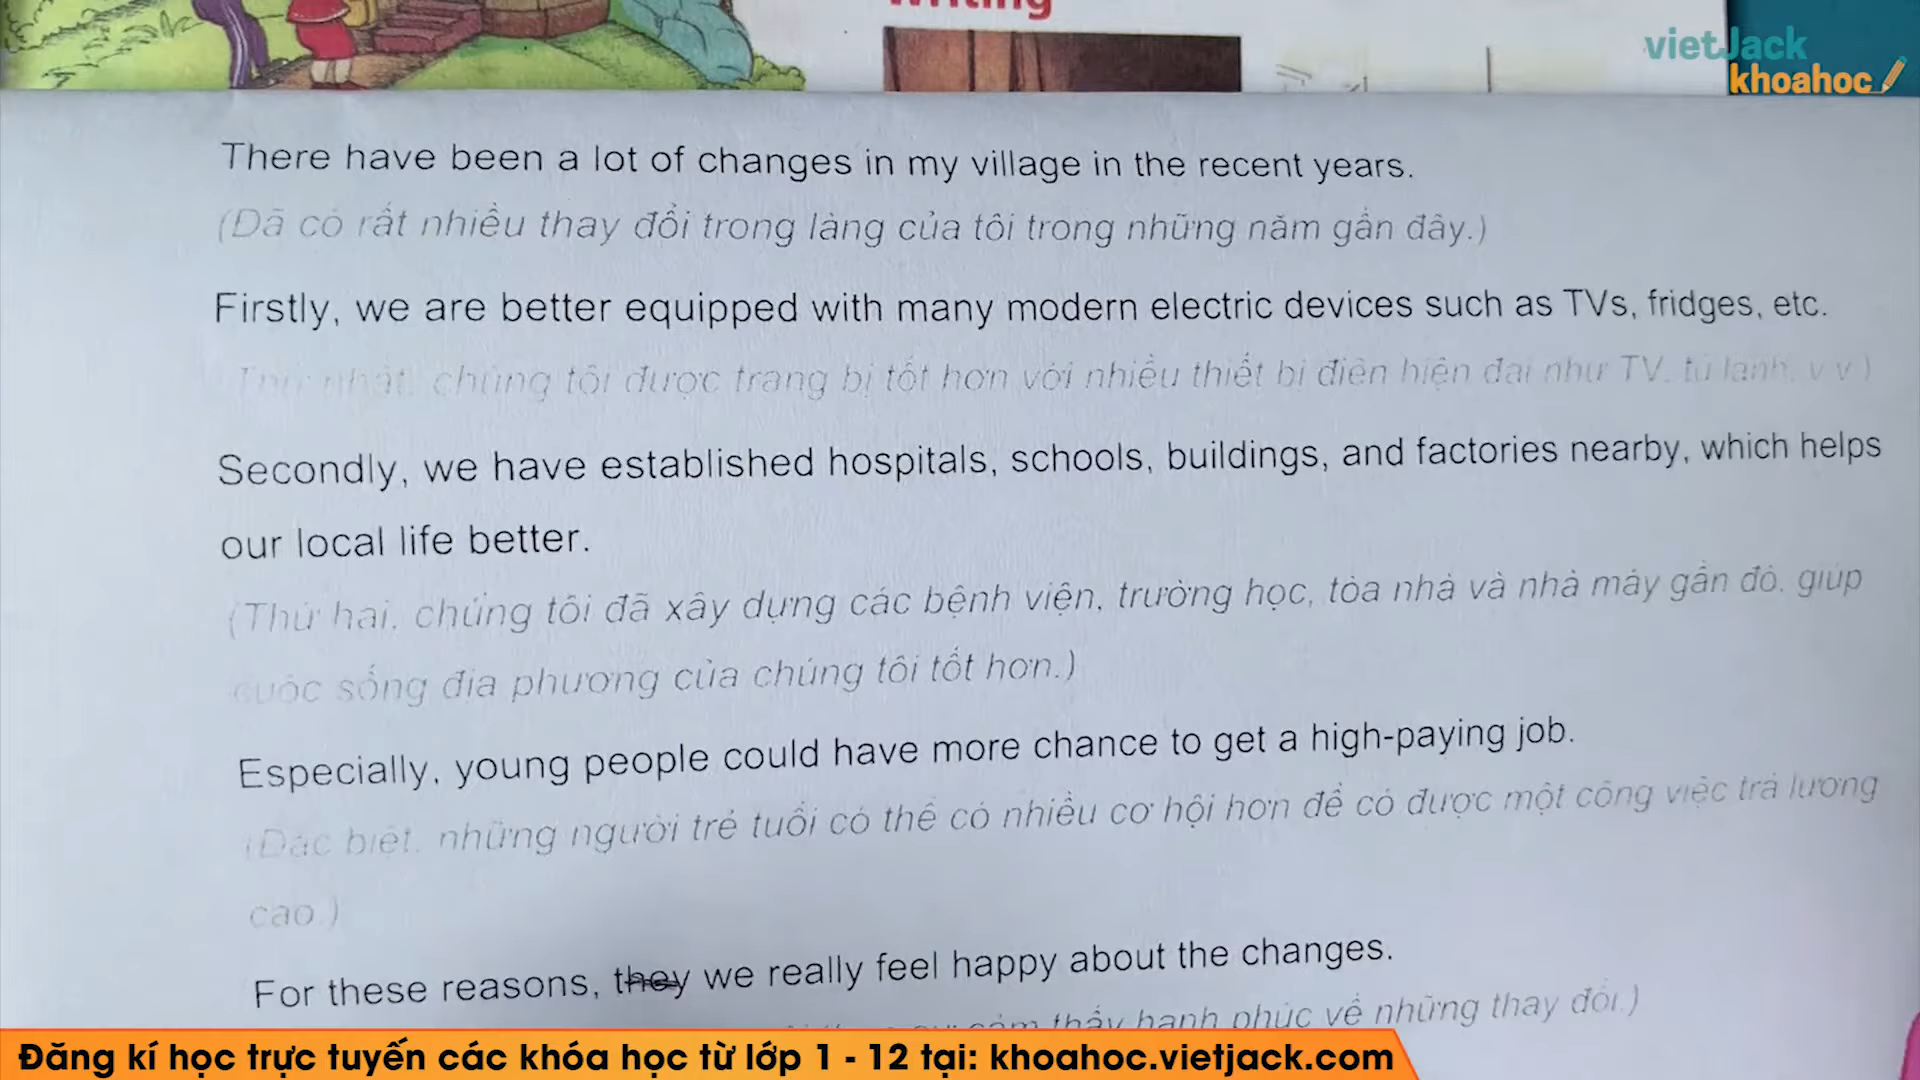 Writing
vietJack
khoahoc
There have been a lot of changes in my village in the recent years.
(Đã có rất nhiều thay đổi trong làng của tôi trong những năm gần đây.)
Firstly, we are better equipped with many modern electric devices such as TVs, fridges, etc.
Thứ nhất, chúng tôi được trang bị tốt hơn với nhiều thiết bị điện hiện đại như TV, tủ lạnh, v.v.)
Secondly, we have established hospitals, schools, buildings, and factories nearby, which helps
our local life better.
(Thứ hai, chúng tôi đã xây dựng các bệnh viện, trường học, tòa nhà và nhà máy gần đó, giúp
cuộc sống địa phương của chúng tôi tốt hơn.)
Especially, young people could have more chance to get a high-paying job.
(Đặc biệt, những người trẻ tuổi có thể có nhiều cơ hội hơn để có được một công việc trả lương
cao.)
For these reasons, they we really feel happy about the changes.
cảm thấy hạnh phúc về những thay đổi.)
Đăng kí học trực tuyến các khóa học từ lớp 1 - 12 tại: khoahoc.vietjack.com